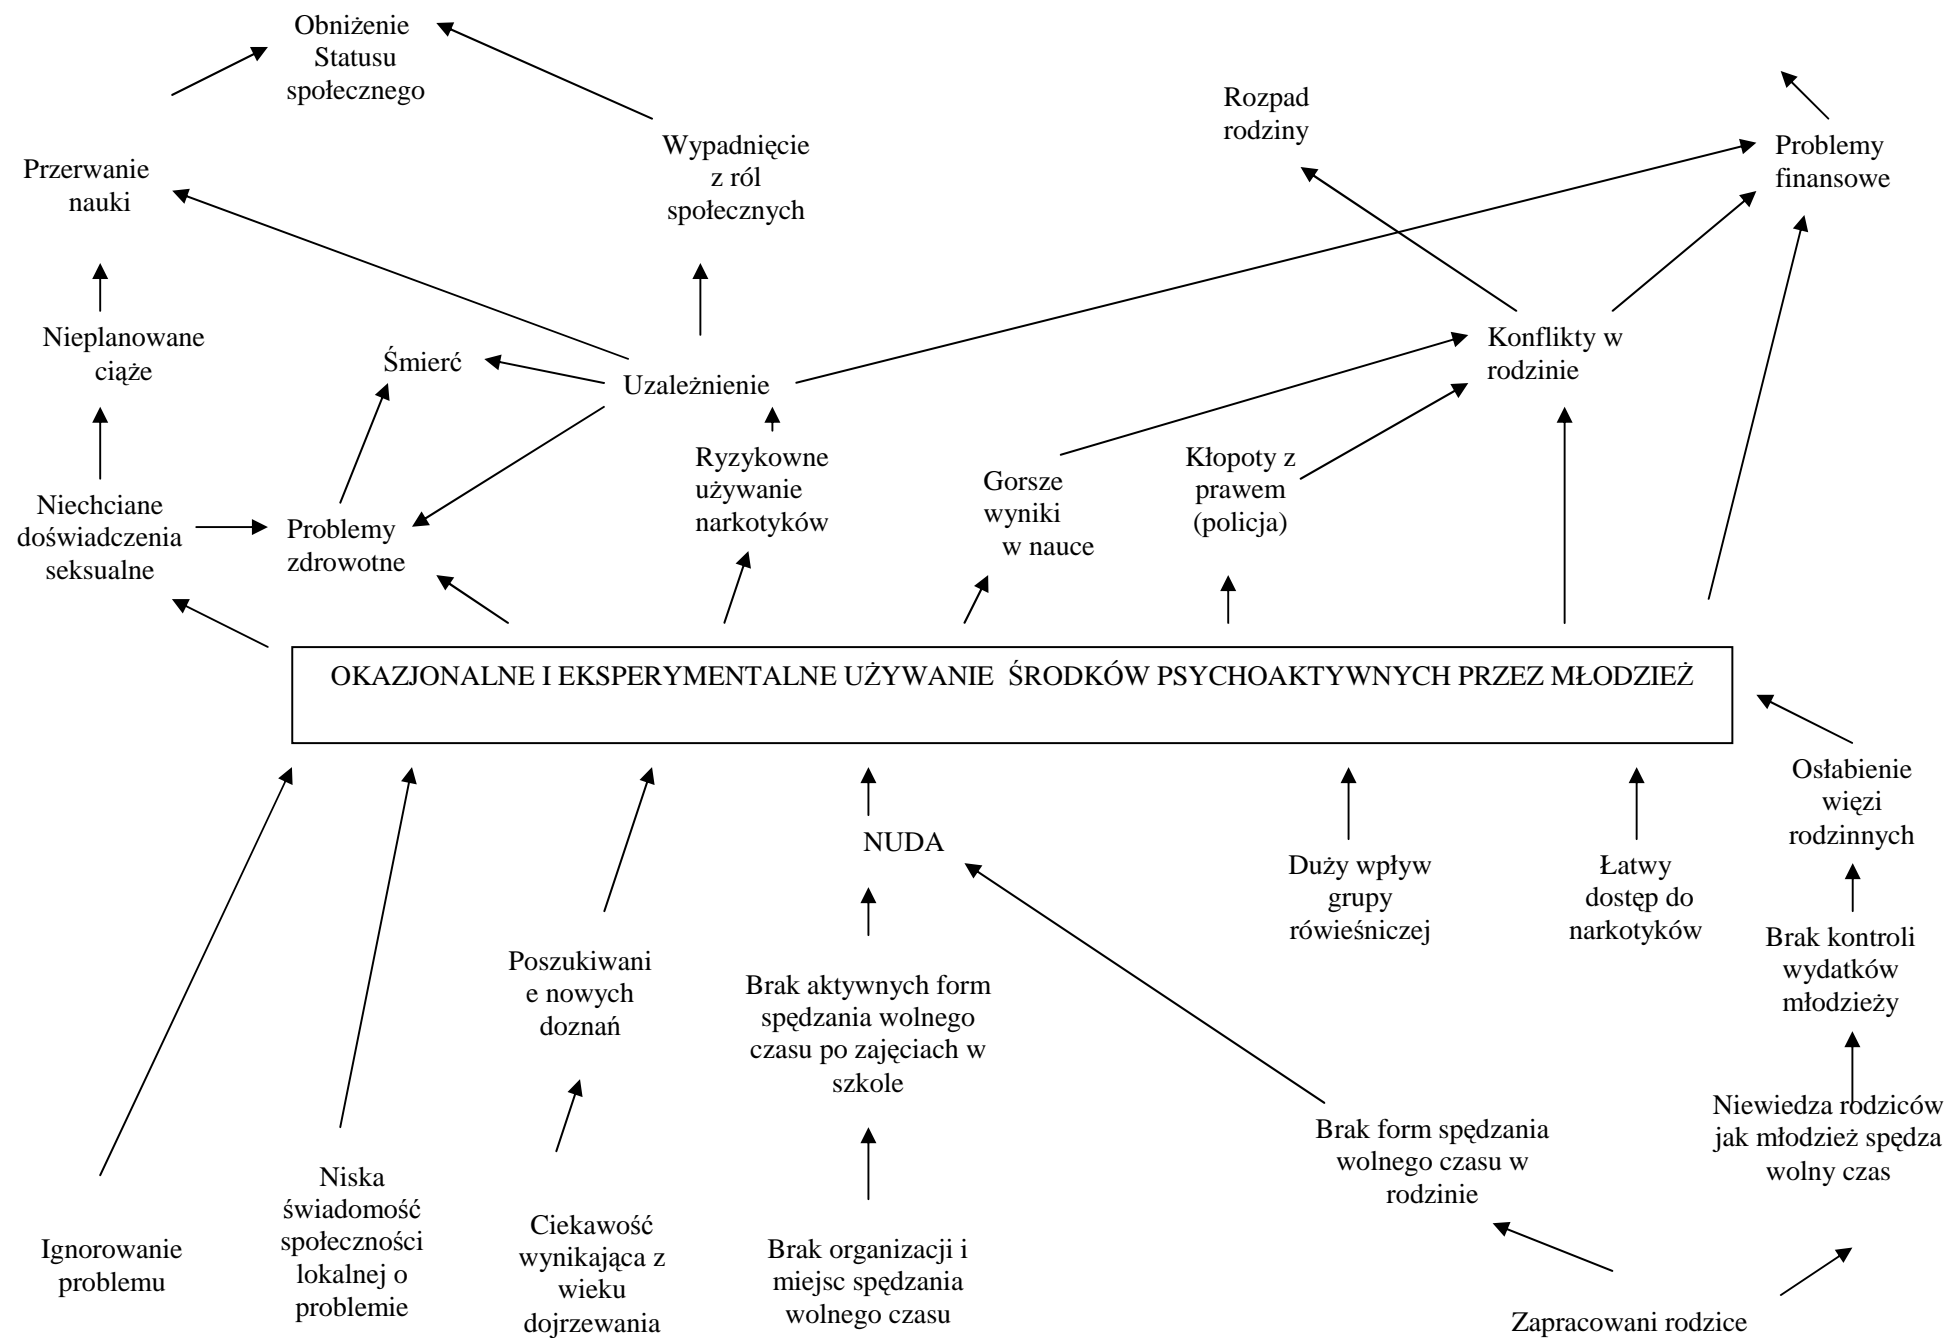 Obniżenie
Statusu
społecznego
Rozpad
rodziny
Wypadnięcie
z ról
społecznych
Problemy
finansowe
Przerwanie
nauki
Nieplanowane
ciąże
Śmierć
Uzależnienie
Konflikty w
rodzinie
Ryzykowne
używanie
narkotyków
Gorsze
wyniki
w nauce
Kłopoty z
prawem
(policja)
Niechciane
doświadczenia
seksualne
Problemy
zdrowotne
OKAZJONALNE I EKSPERYMENTALNE UŻYWANIE ŚRODKÓW PSYCHOAKTYWNYCH PRZEZ MŁODZIEŻ
Osłabienie
więzi
rodzinnych
NUDA
Duży wpływ
grupy
rówieśniczej
Łatwy
dostęp do
narkotyków
Brak kontroli
wydatków
młodzieży
Poszukiwani
e nowych
doznań
Brak aktywnych form
spędzania wolnego
czasu po zajęciach w
szkole
Niewiedza rodziców
jak młodzież spędza
wolny czas
Brak form spędzania
wolnego czasu w
rodzinie
Ignorowanie
problemu
Niska
świadomość
społeczności
lokalnej o
problemie
Ciekawość
wynikająca z
wieku
dojrzewania
Brak organizacji i
miejsc spędzania
wolnego czasu
Zapracowani rodzice